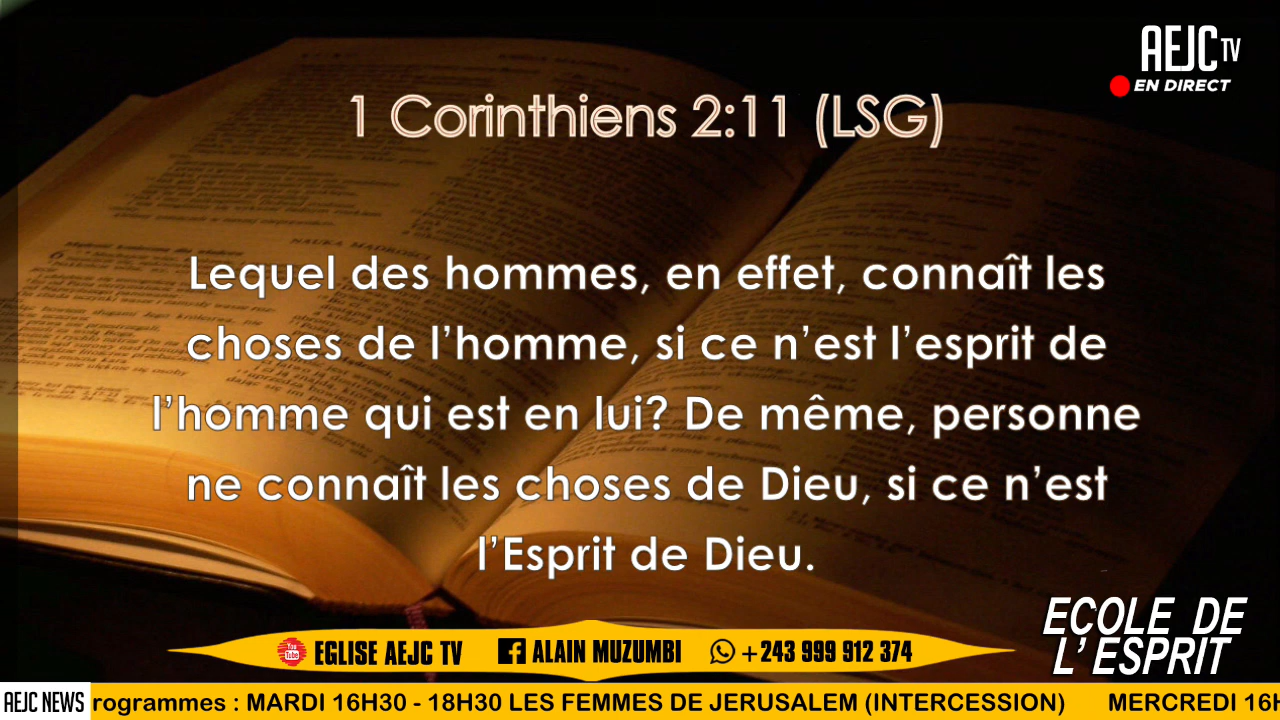 AEJC TV
EN DIRECT
1 Corinthiens 2:11 (LSG)
Lequel des hommes, en effet, connaît les
choses de l’homme, si ce n’est l’esprit de
l’homme qui est en lui? De même, personne
ne connaît les choses de Dieu, si ce n’est
l’Esprit de Dieu.
ECOLE DE
L’ESPRIT
You Tube EGLISE AEJC TV ALAIN MUZUMBI +243 999 912 374
AEJC NEWS rogrammes : MARDI 16H30 - 18H30 LES FEMMES DE JERUSALEM (INTERCESSION) MERCREDI 16H